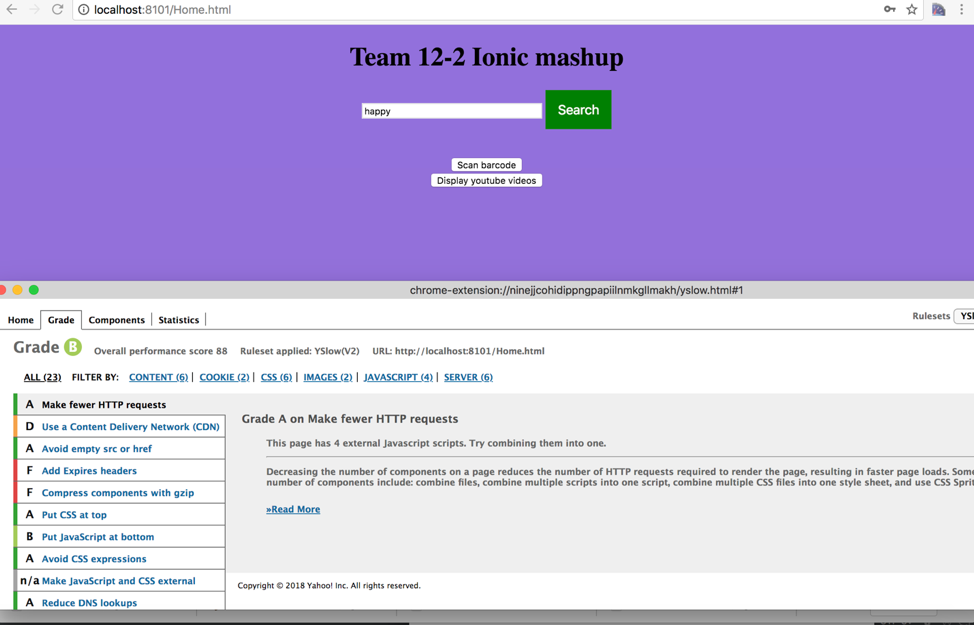 localhost:8101/Home.html
Team 12-2 Ionic mashup
happy
Search
Scan barcode
Display youtube videos
chrome-extension://ninejjcohidippngpapiilnmkgllmakh/yslow.html#1
Home Grade Components Statistics
Rulesets YSl
Grade B Overall performance score 88 Ruleset applied: YSlow(V2) URL: http://localhost:8101/Home.html
ALL (23) FILTER BY: CONTENT (6) | COOKIE (2) | CSS (6) | IMAGES (2) | JAVASCRIPT (4) | SERVER (6)
A Make fewer HTTP requests
D Use a Content Delivery Network (CDN)
A Avoid empty src or href
F Add Expires headers
F Compress components with gzip
A Put CSS at top
B Put JavaScript at bottom
A Avoid CSS expressions
n/a Make JavaScript and CSS external
A Reduce DNS lookups
Grade A on Make fewer HTTP requests
This page has 4 external Javascript scripts. Try combining them into one.
Decreasing the number of components on a page reduces the number of HTTP requests required to render the page, resulting in faster page loads. Som
number of components include: combine files, combine multiple scripts into one script, combine multiple CSS files into one style sheet, and use CSS Sprit
»Read More
Copyright © 2018 Yahoo! Inc. All rights reserved.